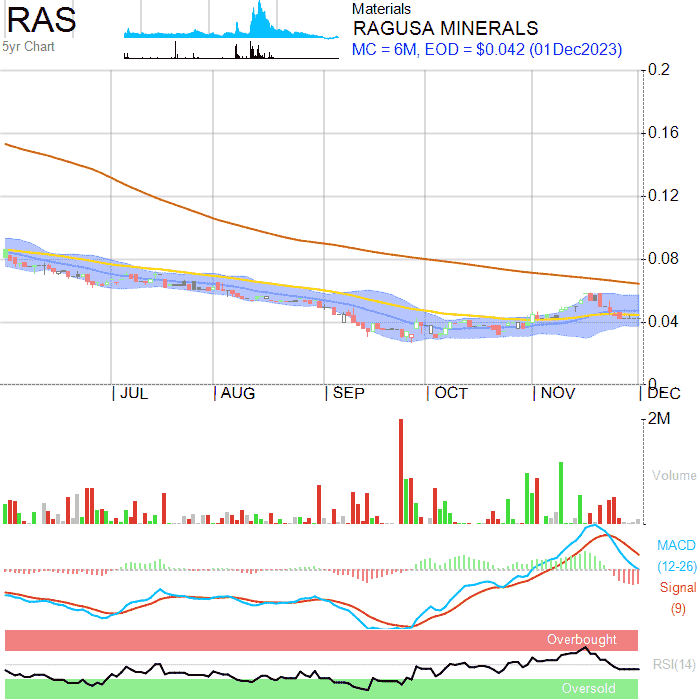 RAS
5yr Chart
Materials
RAGUSA MINERALS
MC = 6M, EOD = $0.042 (01Dec2023)
0.2
0.16
0.12
0.08
0.04
0
JUL AUG SEP OCT NOV DEC
2M
Volume
MACD
(12-26)
Signal
(9)
Overbought
RSI(14)
Oversold